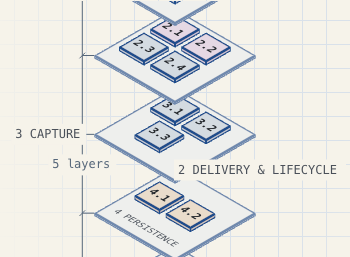 2.1
2.3
2.2
2.4
3.1
3 CAPTURE
3.2
3.3
5 layers
2 DELIVERY & LIFECYCLE
4.1
4.2
4 PERSISTENCE